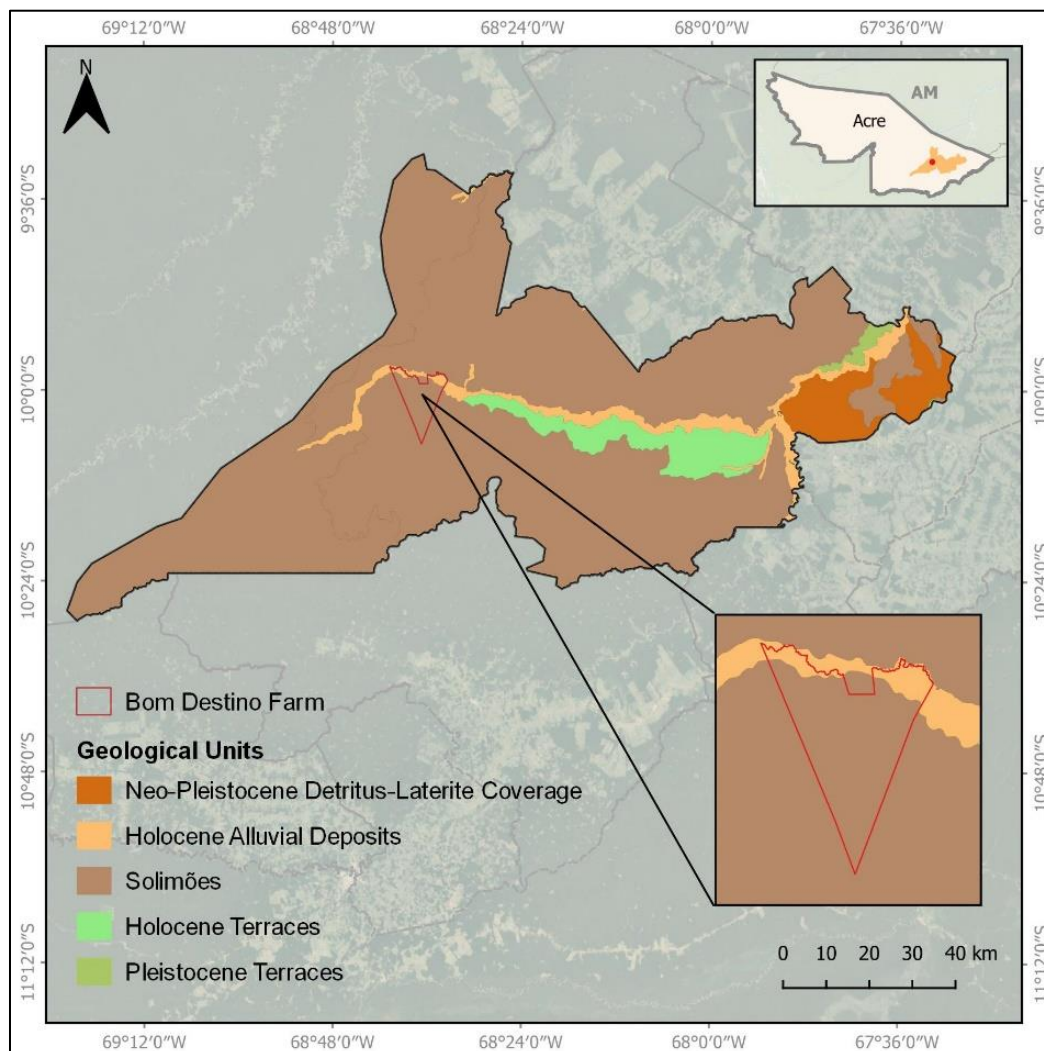 69°12'0"W 68°48'0"W 68°24'0"W 68°0'0"W 67°36'0"W
N
AM
Acre
9°36'0"S
9°36'0"S
10°0'0"S
10°0'0"S
10°24'0"S
10°24'0"S
10°48'0"S
10°48'0"S
11°12'0"S
11°12'0"S
Bom Destino Farm
Geological Units
Neo-Pleistocene Detritus-Laterite Coverage
Holocene Alluvial Deposits
Solimões
Holocene Terraces
Pleistocene Terraces
0 10 20 30 40 km
69°12'0"W 68°48'0"W 68°24'0"W 68°0'0"W 67°36'0"W